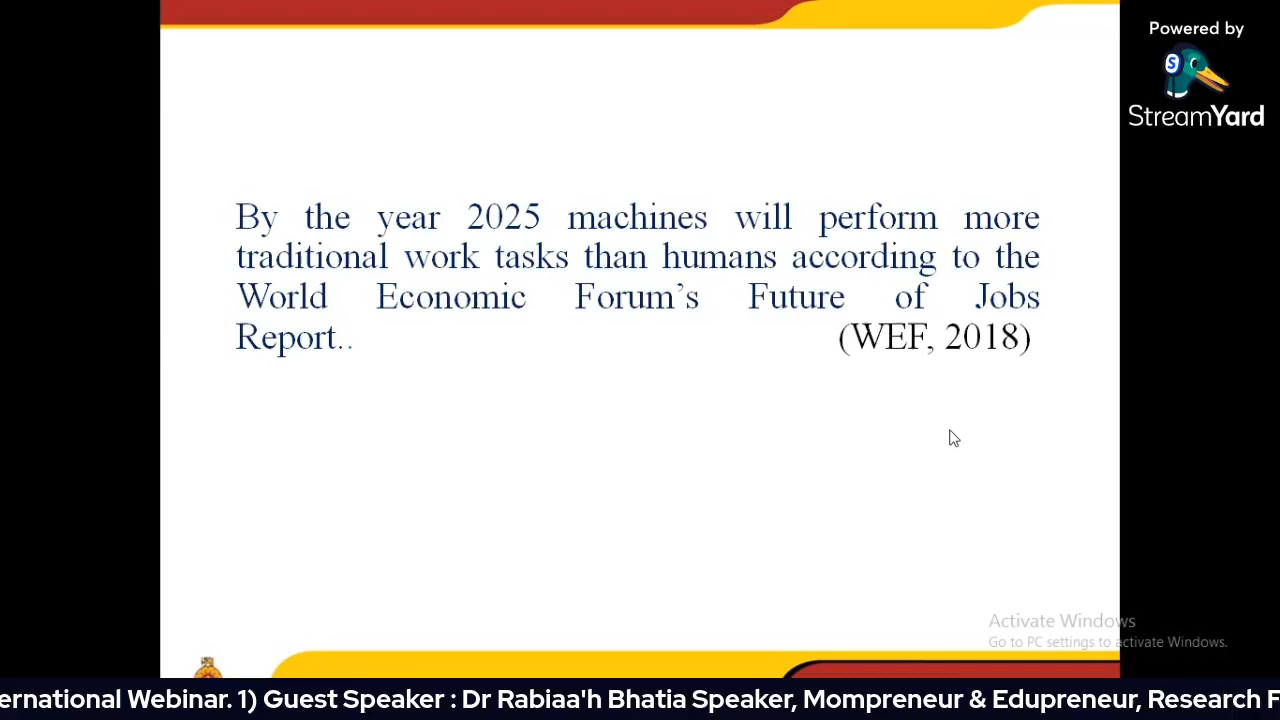 Powered by
S
StreamYard
By the year 2025 machines will perform more
traditional work tasks than humans according to the
World Economic Forum’s Future of Jobs
Report.. (WEF, 2018)
Activate Windows
Go to PC settings to activate Windows.
ernational Webinar. 1) Guest Speaker : Dr Rabiaa'h Bhatia Speaker, Mompreneur & Edupreneur, Research F